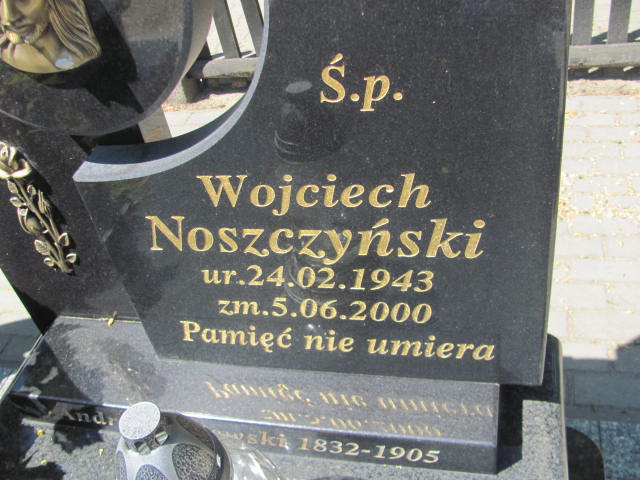 Ś.p.
Wojciech
Noszczyński
ur.24.02.1943
zm.5.06.2000
Pamięć nie umiera
1832-1905